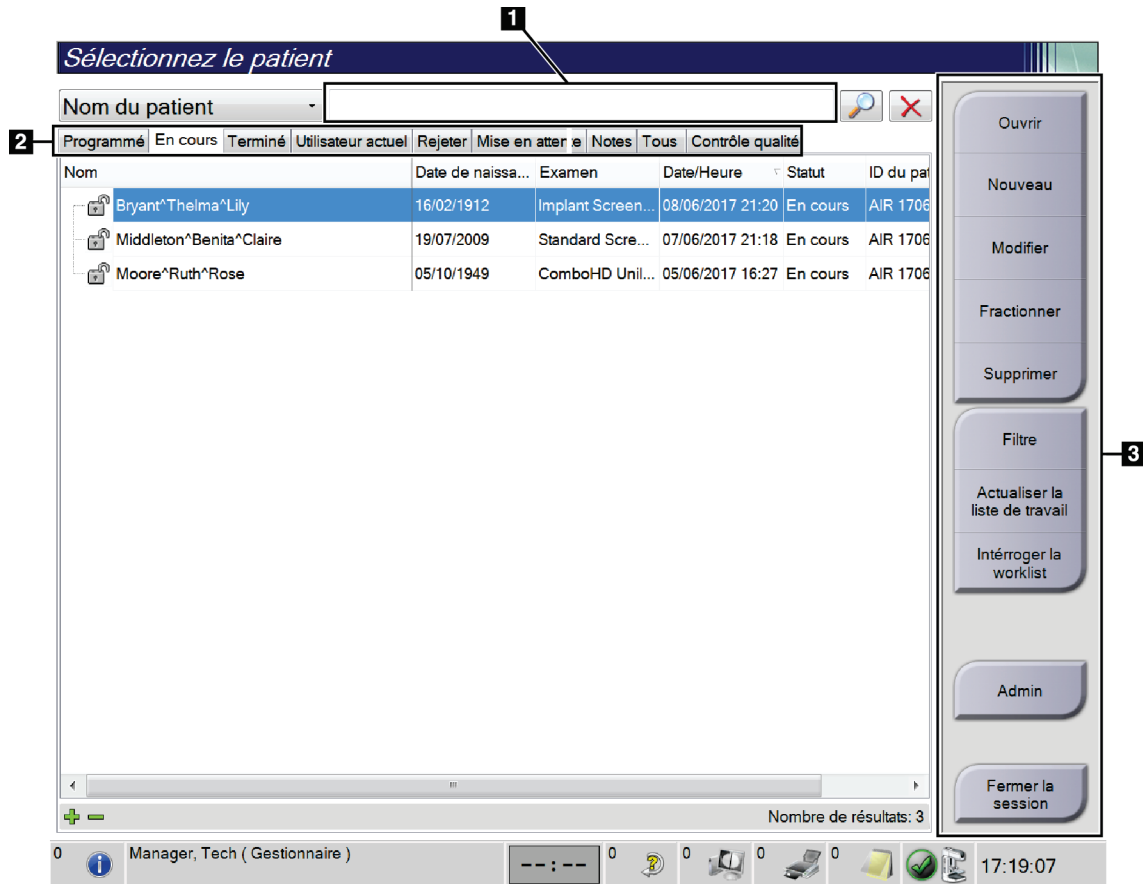 1
Sélectionnez le patient
Nom du patient
2
Programmé En cours Terminé Utilisateur actuel Rejeter Mise en attente Notes Tous Contrôle qualité
Nom Date de naissa... Examen Date/Heure Statut ID du pat
Bryant^Thelma^Lily 16/02/1912 Implant Screen... 08/06/2017 21:20 En cours AIR 1706
Middleton^Benita^Claire 19/07/2009 Standard Scre... 07/06/2017 21:18 En cours AIR 1706
Moore^Ruth^Rose 05/10/1949 ComboHD Unil... 05/06/2017 16:27 En cours AIR 1706
Ouvrir
Nouveau
Modifier
Fractionner
Supprimer
Filtre
3
Actualiser la
liste de travail
Intérroger la
worklist
Admin
Fermer la
session
Nombre de résultats: 3
0 Manager, Tech ( Gestionnaire ) --:-- 0 0 0 0 17:19:07